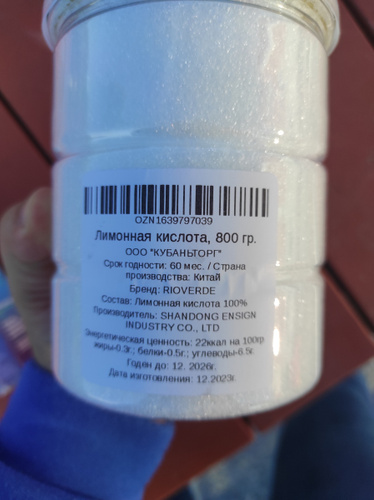 OZN1639797039
Лимонная кислота, 800 гр.
ООО "КУБАНЬТОРГ"
Срок годности: 60 мес. / Страна
производства: Китай
Бренд: RIOVERDE
Состав: Лимонная кислота 100%
Производитель: SHANDONG ENSIGN
INDUSTRY CO., LTD
Энергетическая ценность: 22ккал на 100гр.
жиры-0.3г.; белки-0.5г.; углеводы-6.5г.
Годен до: 12. 2026г.
Дата изготовления: 12.2023г.